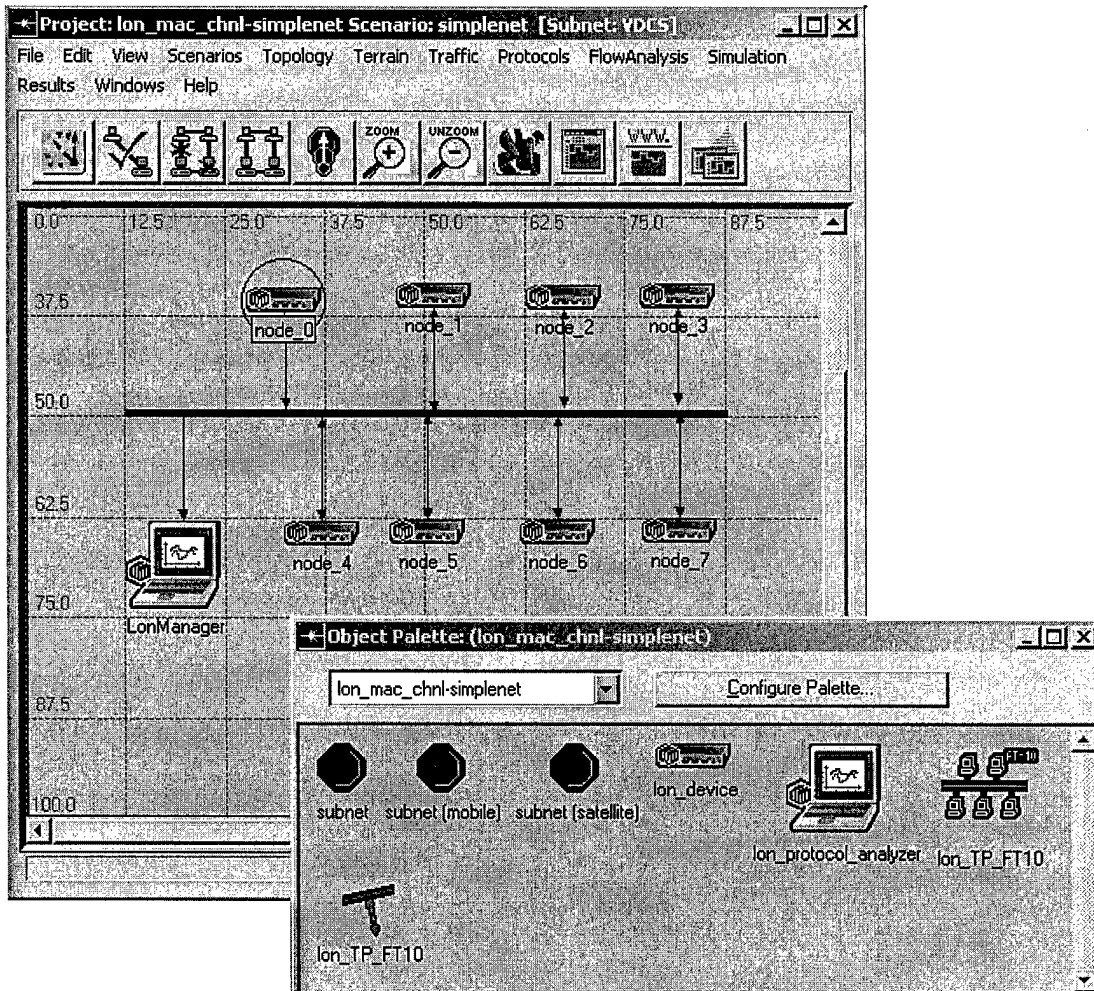 Project: lon_mac_chnl-simplenet Scenario: simplenet [Subnet: YDCS]
File Edit View Scenarios Topology Terrain Traffic Protocols FlowAnalysis Simulation
Results Windows Help
ZOOM UNZOOM WWW.
0.0 12.5 25.0 37.5 50.0 62.5 75.0 87.5
37.5
node_0 node_1 node_2 node_3
50.0
62.5
node_4 node_5 node_6 node_7
75.0
LonManager
87.5
100.0
Object Palette: (lon_mac_chnl-simplenet)
lon_mac_chnl-simplenet Configure Palette...
FT-10
subnet subnet (mobile) subnet (satellite) lon_device
lon_protocol_analyzer lon_TP_FT10
lon_TP_FT10